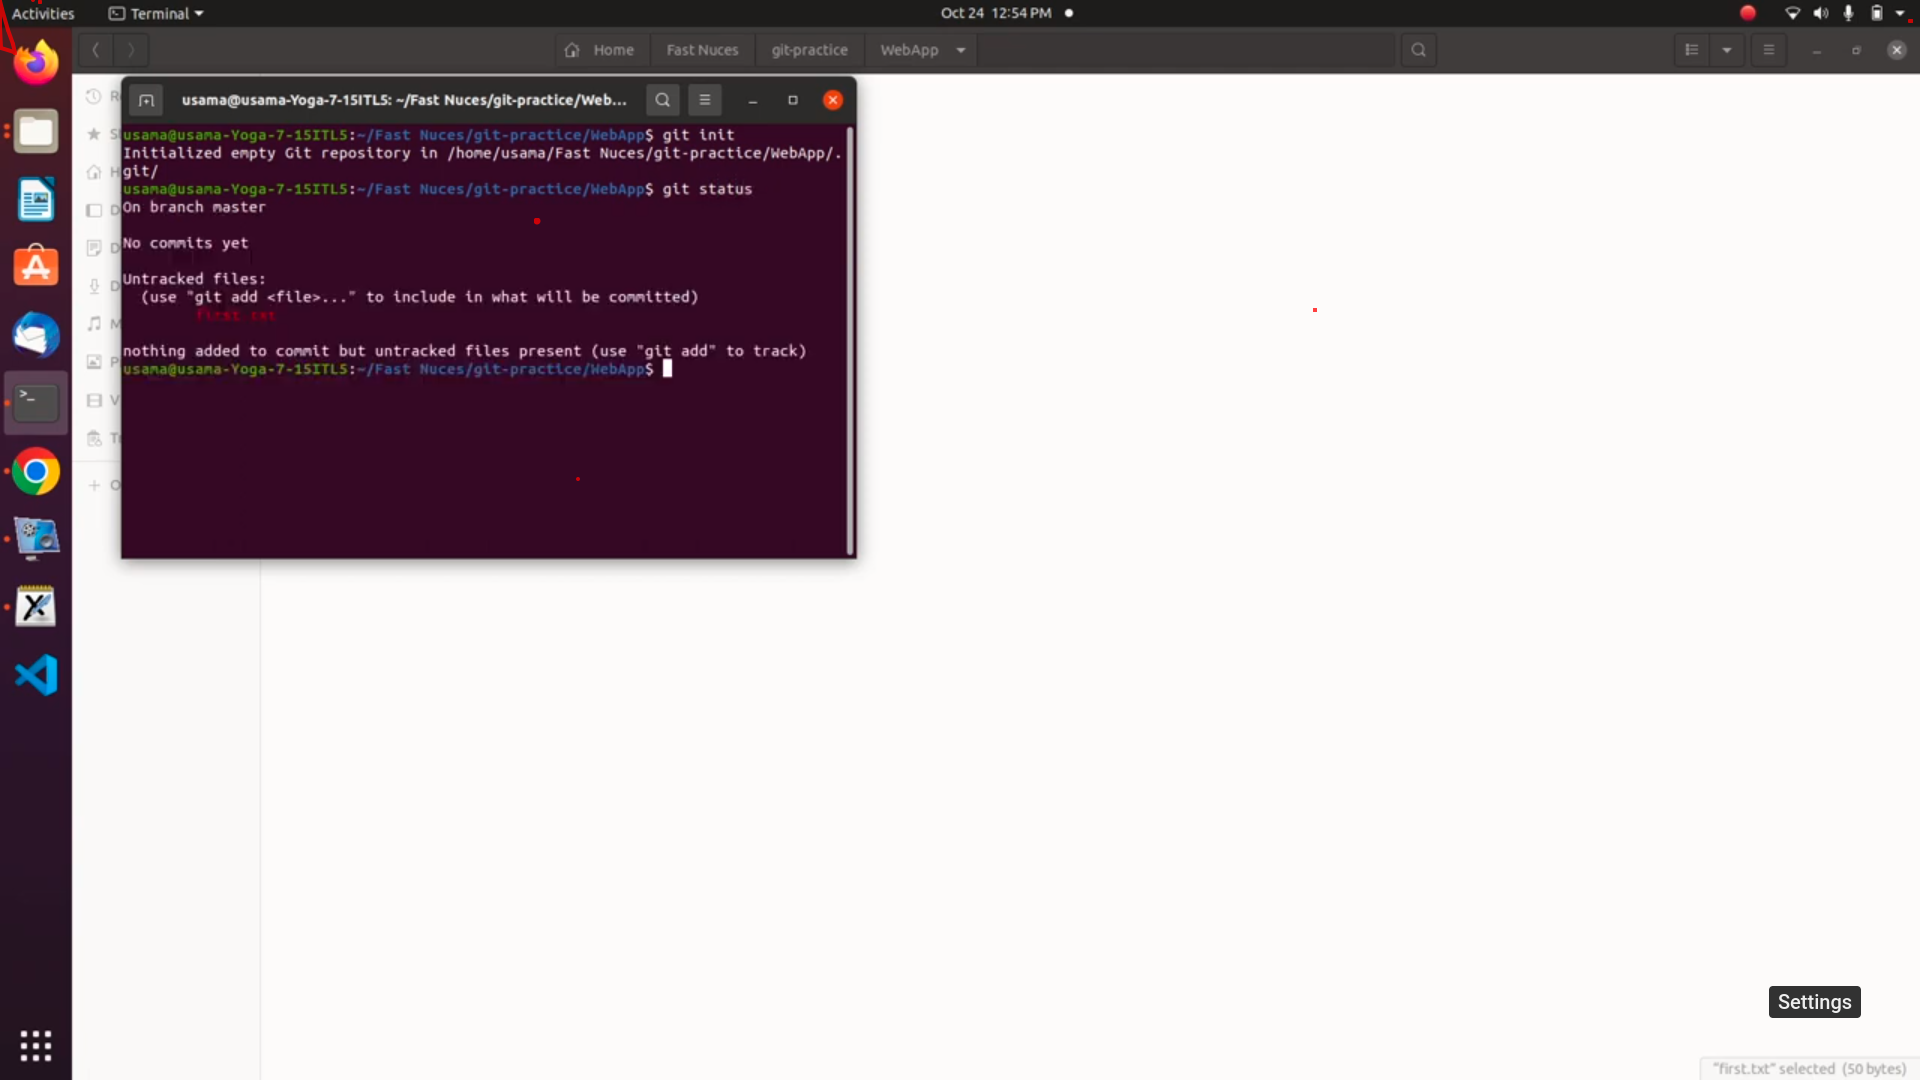 Activities
Terminal
Oct 24 12:54 PM
Home
Fast Nuces
git-practice
WebApp
usama@usama-Yoga-7-15ITL5: ~/Fast Nuces/git-practice/Web...
usama@usama-Yoga-7-15ITL5:~/Fast Nuces/git-practice/WebApp$ git init
Initialized empty Git repository in /home/usama/Fast Nuces/git-practice/WebApp/.
git/
usama@usama-Yoga-7-15ITL5:~/Fast Nuces/git-practice/WebApp$ git status
On branch master
No commits yet
Untracked files:
(use "git add <file>..." to include in what will be committed)
first.txt
nothing added to commit but untracked files present (use "git add" to track)
usama@usama-Yoga-7-15ITL5:~/Fast Nuces/git-practice/WebApp$
Settings
"first.txt" selected (50 bytes)